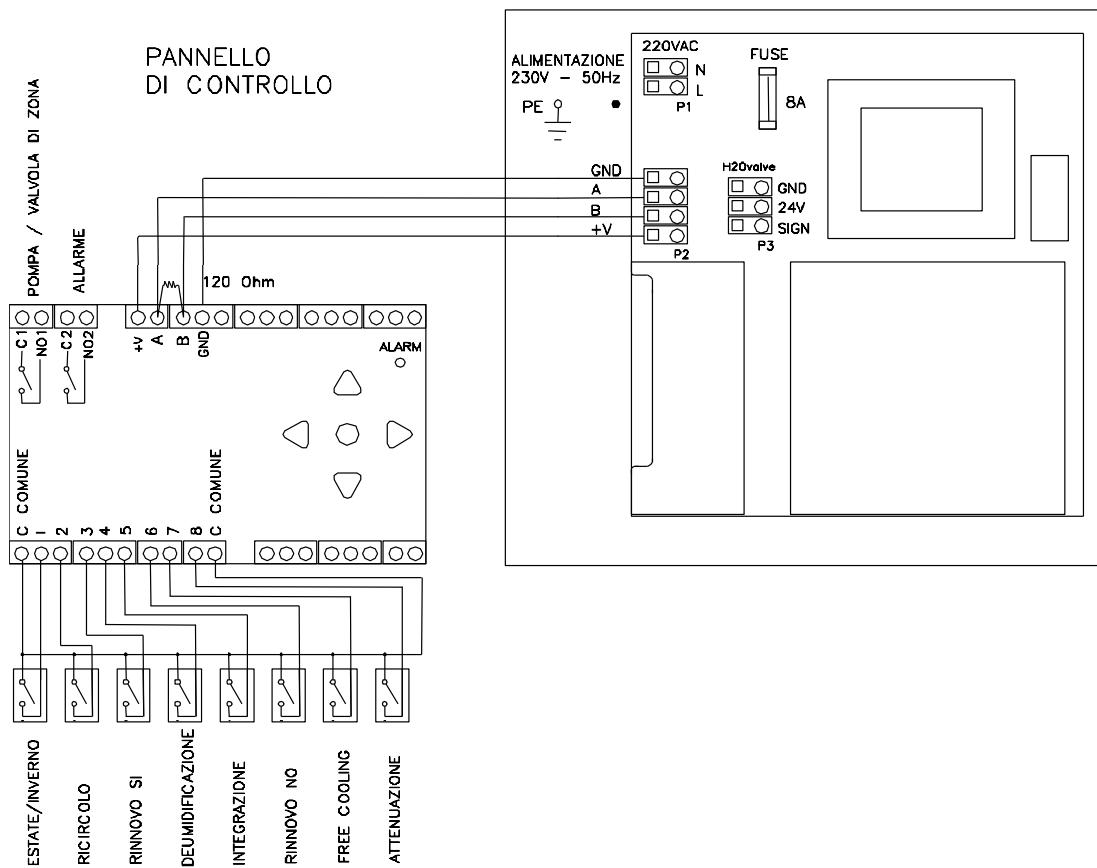 PANNELLO
DI CONTROLLO
ALIMENTAZIONE
230V - 50Hz
PE
220VAC
N
L
P1
FUSE
8A
GND
A
B
+V
P2
H20valve
GND
24V
SIGN
P3
POMPA / VALVOLA DI ZONA
ALLARME
120 Ohm
C1
NO1
C2
NO2
+V
A
B
GND
ALARM
C COMUNE
1
2
3
4
5
6
7
8
C COMUNE
ESTATE/INVERNO
RICIRCOLO
RINNOVO SI
DEUMIDIFICAZIONE
INTEGRAZIONE
RINNOVO NO
FREE COOLING
ATTENUAZIONE